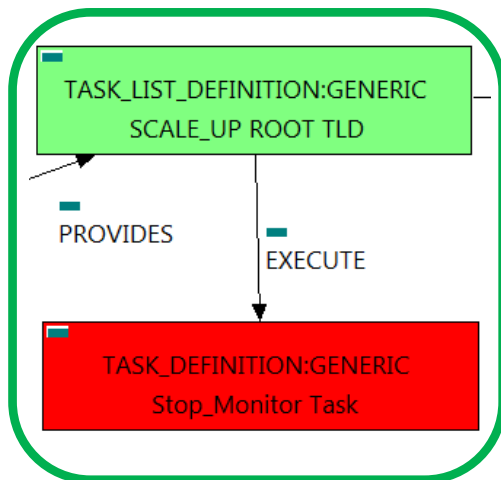 TASK_LIST_DEFINITION:GENERIC
SCALE_UP ROOT TLD
PROVIDES
EXECUTE
TASK_DEFINITION:GENERIC
Stop_Monitor Task